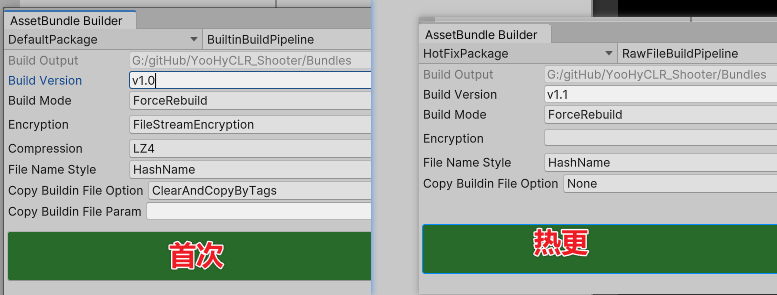 AssetBundle Builder
DefaultPackage BuiltinBuildPipeline
Build Output G:/gitHub/YooHyCLR_Shooter/Bundles
Build Version v1.0
Build Mode ForceRebuild
Encryption FileStreamEncryption
Compression LZ4
File Name Style HashName
Copy Buildin File Option ClearAndCopyByTags
Copy Buildin File Param
首次
AssetBundle Builder
HotFixPackage RawFileBuildPipeline
Build Output G:/gitHub/YooHyCLR_Shooter/Bundles
Build Version v1.1
Build Mode ForceRebuild
Encryption
File Name Style HashName
Copy Buildin File Option None
热更